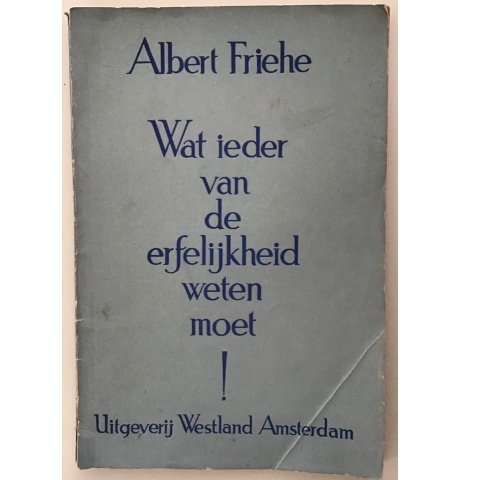 Albert Friehe
Wat ieder
van
de
erfelijkheid
weten
moet
!
Uitgeverij Westland Amsterdam